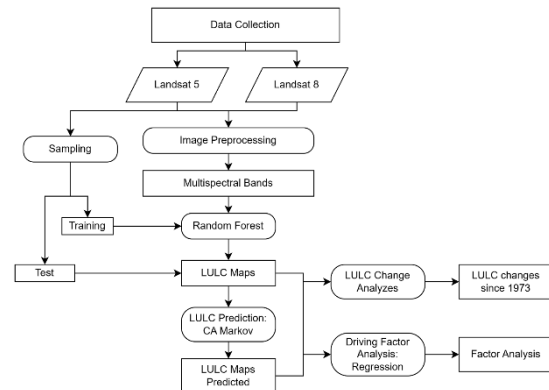 Data Collection
Landsat 5
Landsat 8
Sampling
Image Preprocessing
Multispectral Bands
Training
Random Forest
Test
LULC Maps
LULC Change
Analyzes
LULC changes
since 1973
LULC Prediction:
CA Markov
Driving Factor
Analysis:
Regression
Factor Analysis
LULC Maps
Predicted